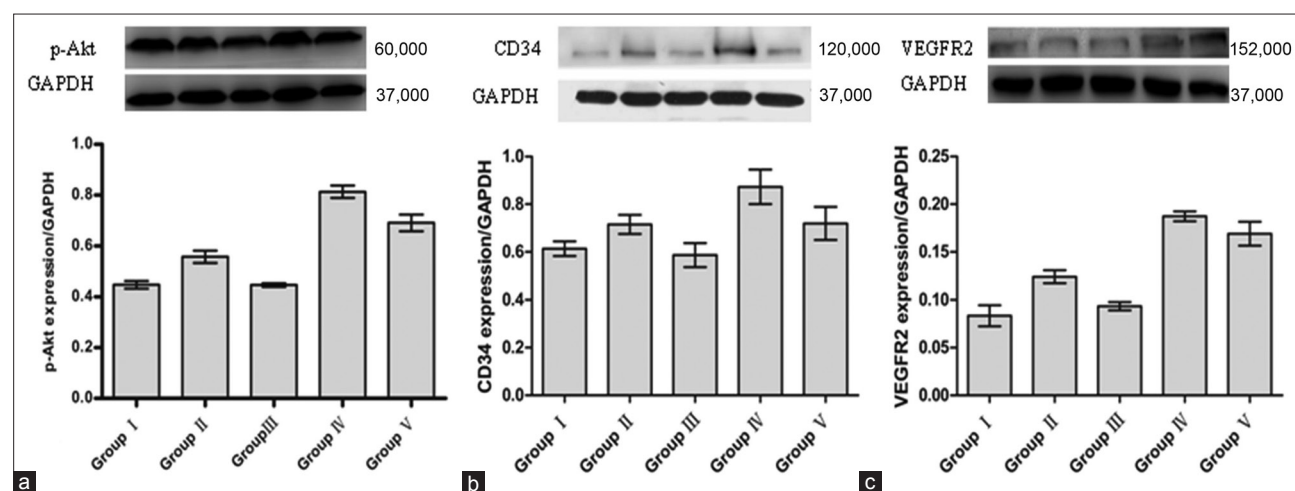 p-Akt
60,000
GAPDH
37,000
p-Akt expression/GAPDH
1.0
0.8
0.6
0.4
0.2
0.0
Group Ⅰ
Group Ⅱ
GroupⅢ
Group Ⅳ
Group Ⅴ
a
CD34
120,000
GAPDH
37,000
CD34 expression/GAPDH
1.0
0.8
0.6
0.4
0.2
0.0
Group Ⅰ
Group Ⅱ
Group Ⅲ
Group Ⅳ
Group Ⅴ
b
VEGFR2
152,000
GAPDH
37,000
VEGFR2 expression/GAPDH
0.25
0.20
0.15
0.10
0.05
0.00
Group Ⅰ
Group Ⅱ
Group Ⅲ
Group Ⅳ
Group Ⅴ
c